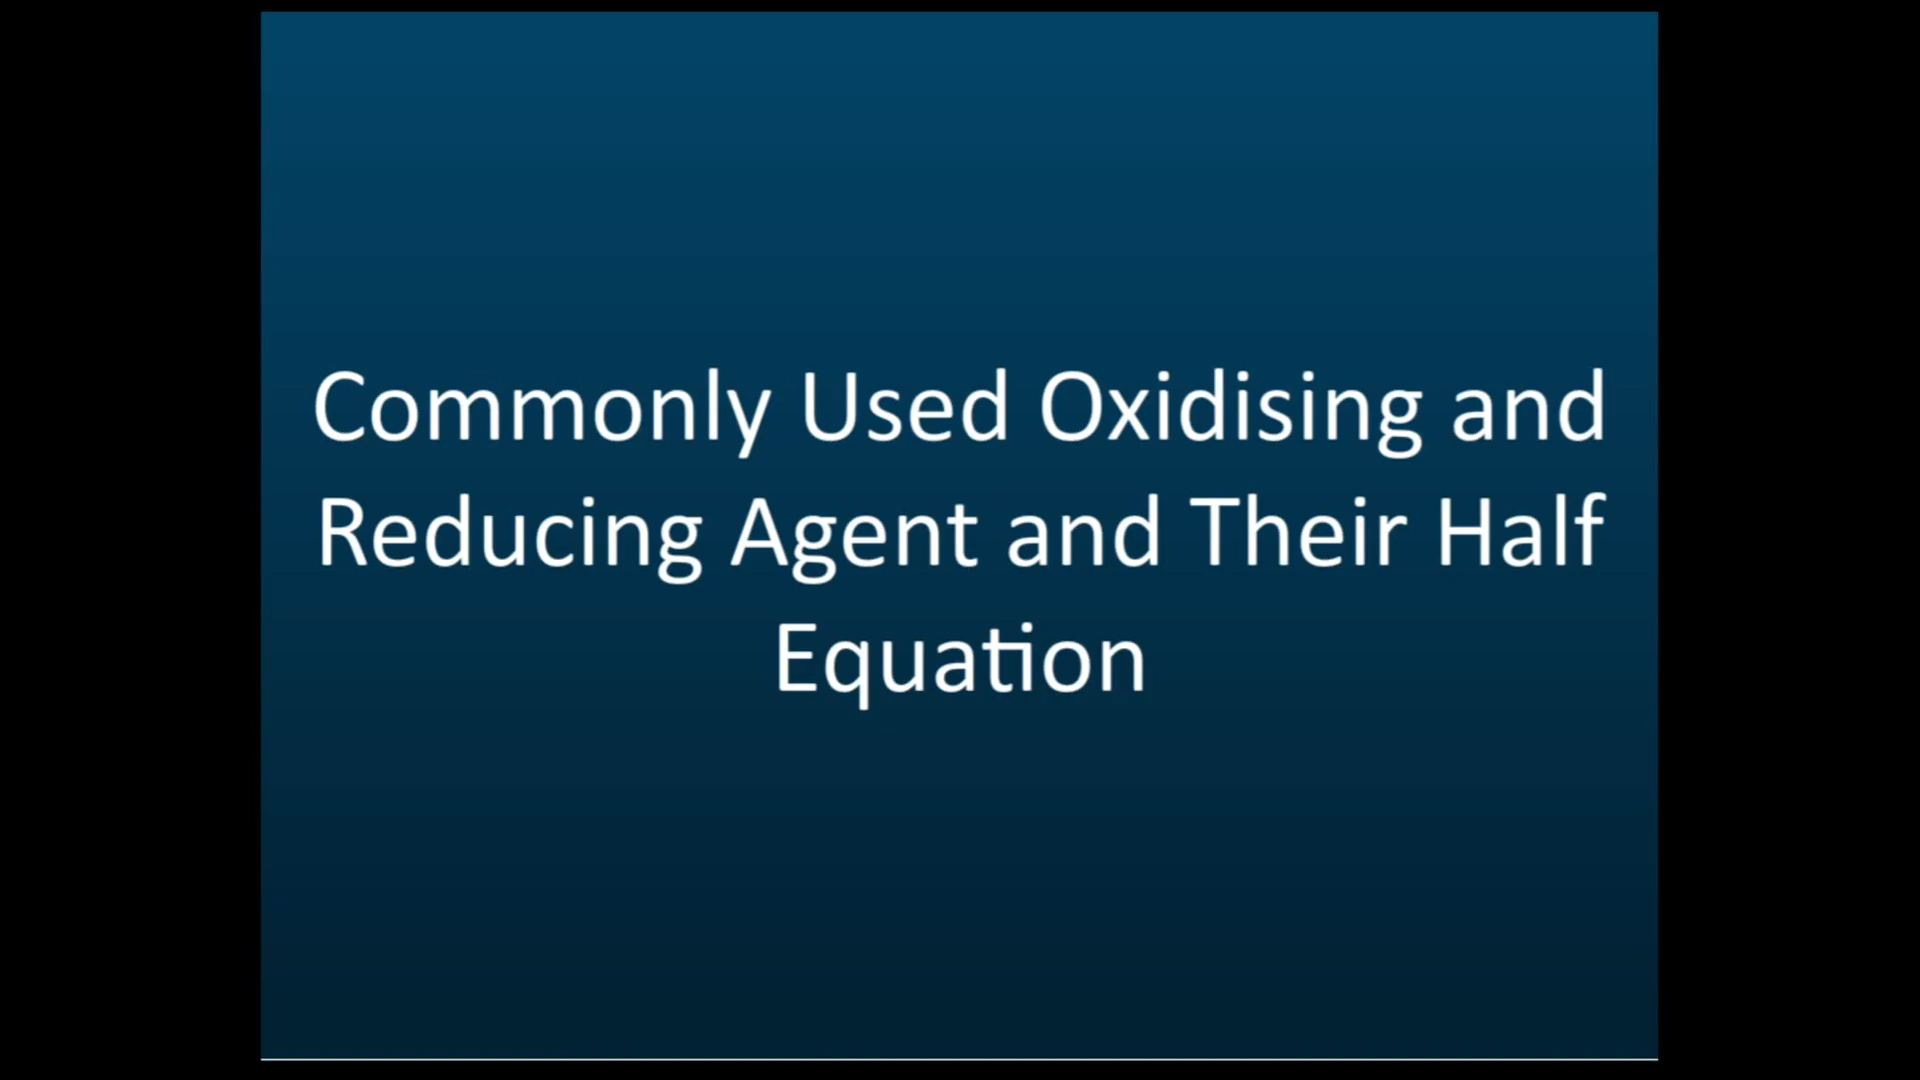 Commonly Used Oxidising and
Reducing Agent and Their Half
Equation